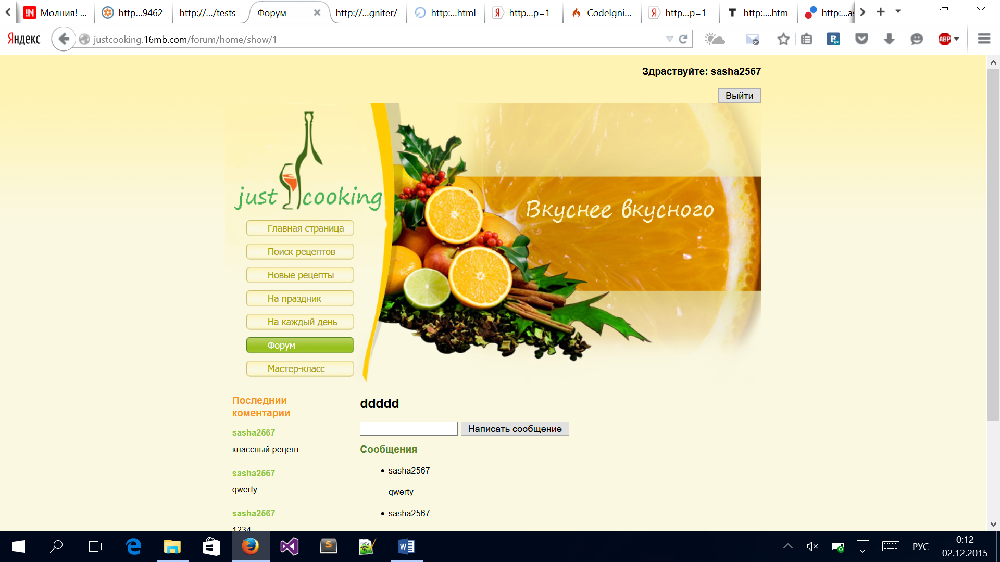 Молния! ...
http...9462
http://.../tests
Форум
http://...gniter/
http:...html
http...p=1
CodeIgni...
http...p=1
http:....htm
http:...as
Яндекс
justcooking.16mb.com/forum/home/show/1
ABP
Здраствуйте: sasha2567
Выйти
just cooking
Вкуснее вкусного
Главная страница
Поиск рецептов
Новые рецепты
На праздник
На каждый день
Форум
Мастер-класс
Последнии
коментарии
sasha2567
классный рецепт
sasha2567
qwerty
sasha2567
1234
ddddd
Написать сообщение
Сообщения
sasha2567
qwerty
sasha2567
РУС
0:12
02.12.2015